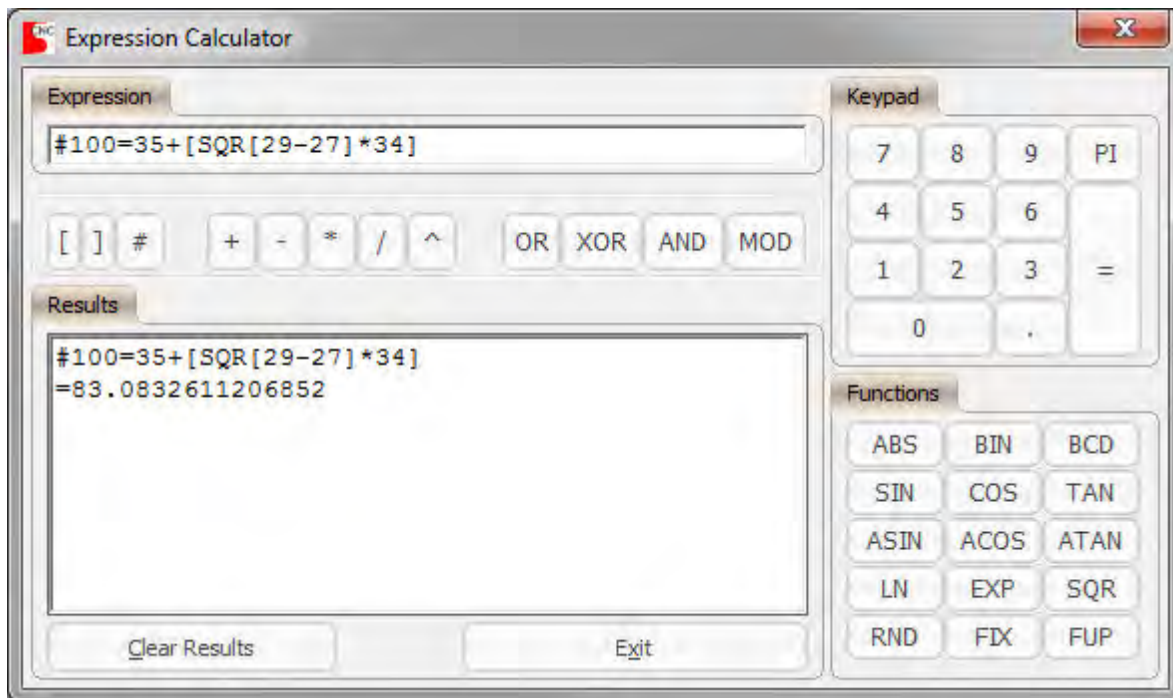 CNC
Expression Calculator
X
Expression
#100=35+[SQR[29-27]*34]
[ ] # + - * / ^ OR XOR AND MOD
Results
#100=35+[SQR[29-27]*34]
=83.0832611206852
Clear Results Exit
Keypad
7 8 9 PI
4 5 6
1 2 3 =
0 .
Functions
ABS BIN BCD
SIN COS TAN
ASIN ACOS ATAN
LN EXP SQR
RND FIX FUP